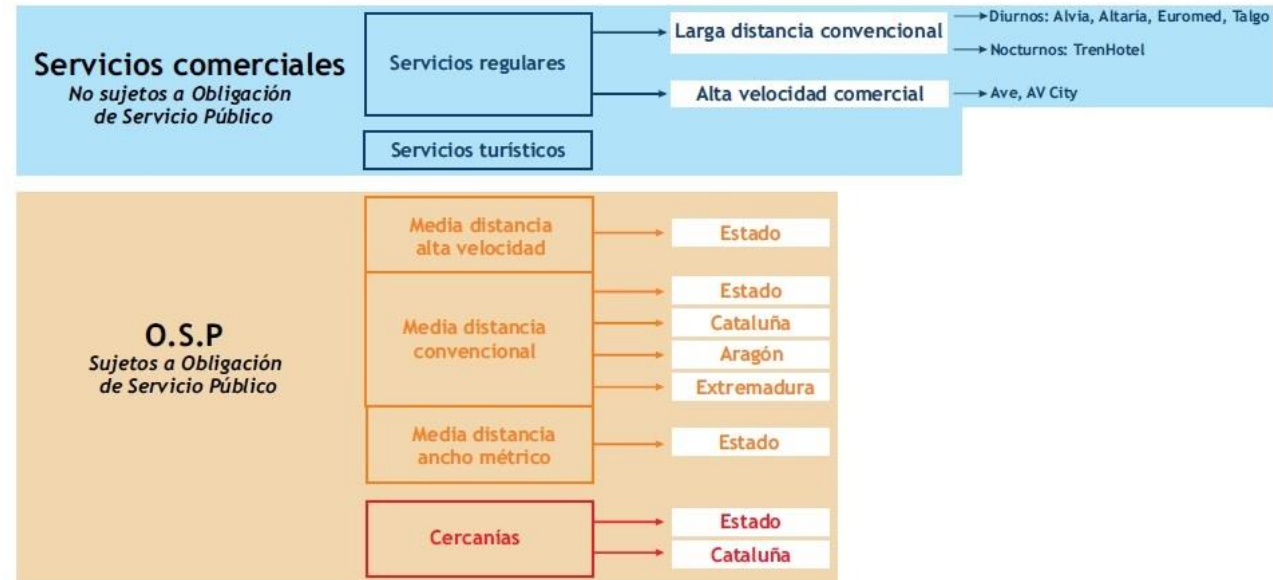 Servicios comerciales
No sujetos a Obligación
de Servicio Público
Servicios regulares
Larga distancia convencional
Diurnos: Alvia, Altaria, Euromed, Talgo
Nocturnos: TrenHotel
Alta velocidad comercial
Ave, AV City
Servicios turísticos
O.S.P
Sujetos a Obligación
de Servicio Público
Media distancia
alta velocidad
Estado
Media distancia
convencional
Estado
Cataluña
Aragón
Extremadura
Media distancia
ancho métrico
Estado
Cercanías
Estado
Cataluña